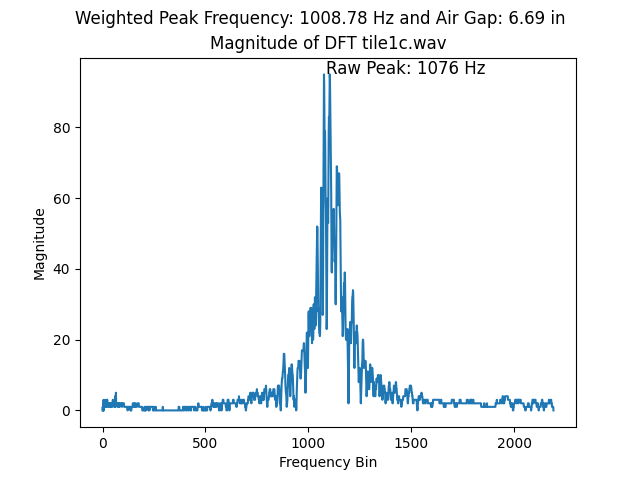 Weighted Peak Frequency: 1008.78 Hz and Air Gap: 6.69 in
Magnitude of DFT tile1c.wav
Raw Peak: 1076 Hz
80
60
40
20
0
Magnitude
0 500 1000 1500 2000
Frequency Bin